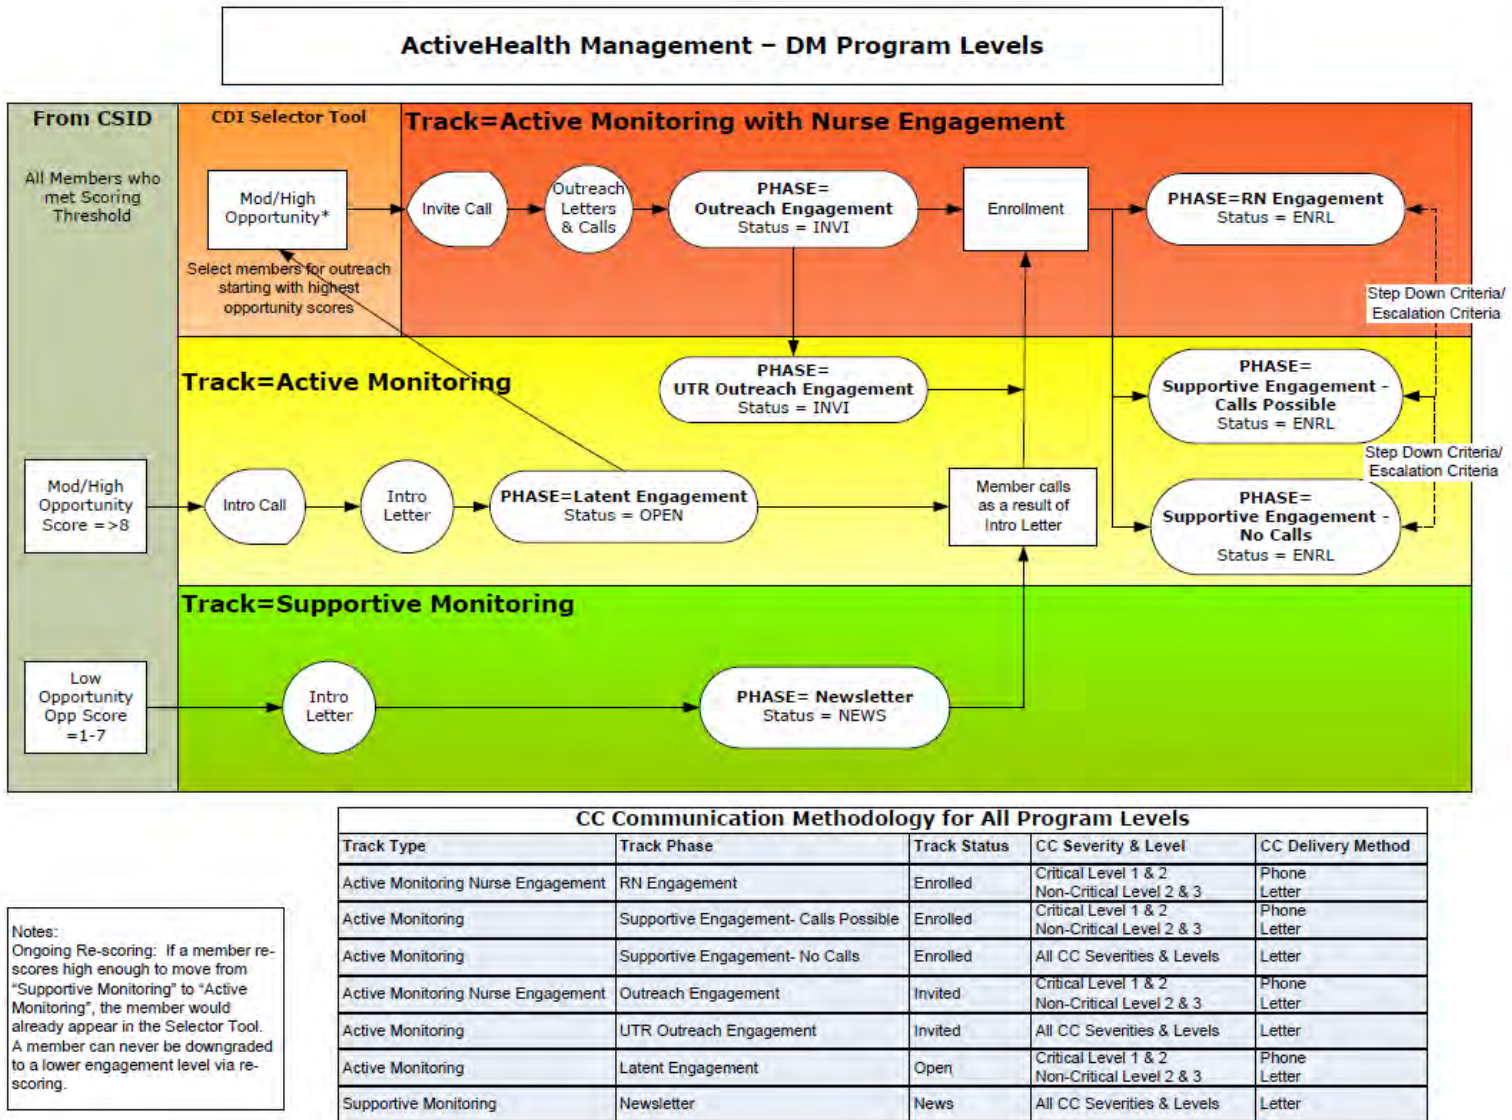 ActiveHealth Management – DM Program Levels
From CSID
All Members who
met Scoring
Threshold
CDI Selector Tool
Mod/High
Opportunity*
Select members for outreach
starting with highest
opportunity scores
Track=Active Monitoring with Nurse Engagement
Invite Call
Outreach
Letters
& Calls
PHASE=
Outreach Engagement
Status = INVI
Enrollment
PHASE=RN Engagement
Status = ENRL
Step Down Criteria/
Escalation Criteria
Track=Active Monitoring
PHASE=
UTR Outreach Engagement
Status = INVI
PHASE=
Supportive Engagement -
Calls Possible
Status = ENRL
Step Down Criteria/
Escalation Criteria
Mod/High
Opportunity
Score =>8
Intro Call
Intro
Letter
PHASE=Latent Engagement
Status = OPEN
Member calls
as a result of
Intro Letter
PHASE=
Supportive Engagement -
No Calls
Status = ENRL
Track=Supportive Monitoring
Low
Opportunity
Opp Score
=1-7
Intro
Letter
PHASE= Newsletter
Status = NEWS
CC Communication Methodology for All Program Levels
Track Type Track Phase Track Status CC Severity & Level CC Delivery Method
Active Monitoring Nurse Engagement RN Engagement Enrolled Critical Level 1 & 2 Phone
Non-Critical Level 2 & 3 Letter
Active Monitoring Supportive Engagement- Calls Possible Enrolled Critical Level 1 & 2 Phone
Non-Critical Level 2 & 3 Letter
Active Monitoring Supportive Engagement- No Calls Enrolled All CC Severities & Levels Letter
Active Monitoring Nurse Engagement Outreach Engagement Invited Critical Level 1 & 2 Phone
Non-Critical Level 2 & 3 Letter
Active Monitoring UTR Outreach Engagement Invited All CC Severities & Levels Letter
Active Monitoring Latent Engagement Open Critical Level 1 & 2 Phone
Non-Critical Level 2 & 3 Letter
Supportive Monitoring Newsletter News All CC Severities & Levels Letter
Notes:
Ongoing Re-scoring: If a member re-
scores high enough to move from
“Supportive Monitoring” to “Active
Monitoring”, the member would
already appear in the Selector Tool.
A member can never be downgraded
to a lower engagement level via re-
scoring.